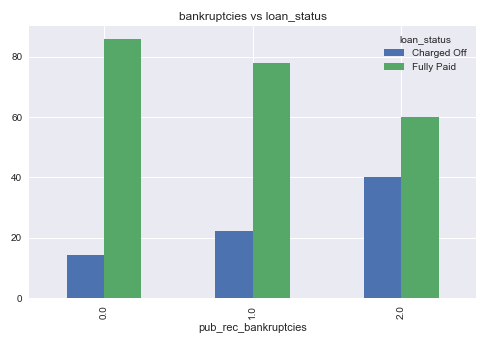 bankruptcies vs loan_status
loan_status
Charged Off
Fully Paid
80
60
40
20
0
0.0
1.0
2.0
pub_rec_bankruptcies